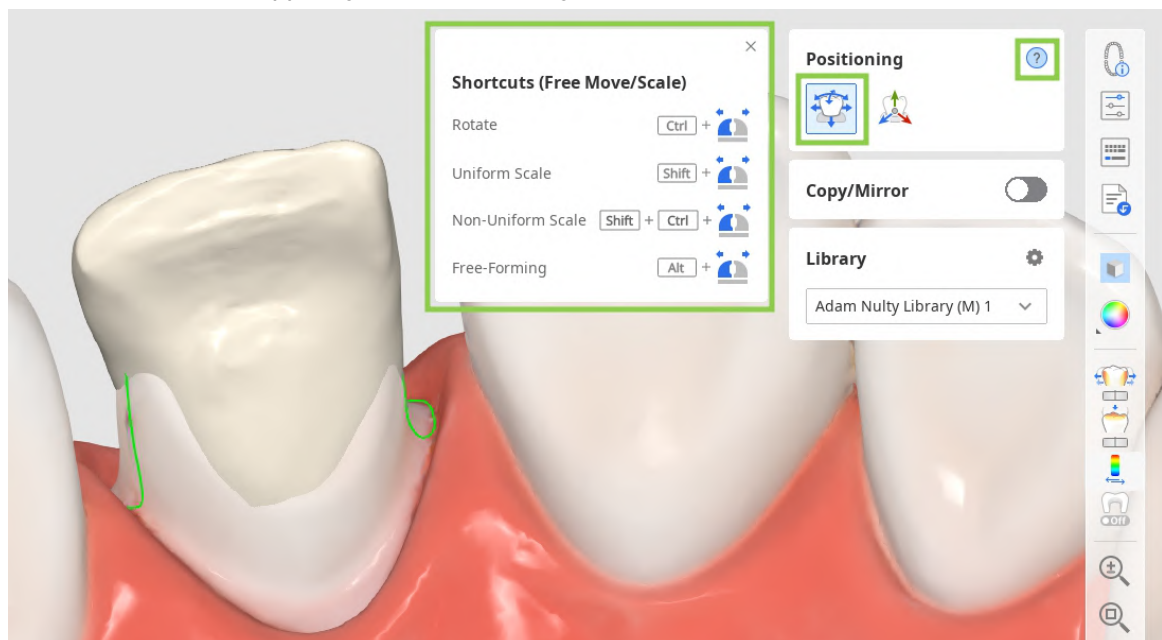 Shortcuts (Free Move/Scale)
Rotate Ctrl +
Uniform Scale Shift +
Non-Uniform Scale Shift + Ctrl +
Free-Forming Alt +
Positioning ?
Copy/Mirror
Library
Adam Nulty Library (M) 1
OFF